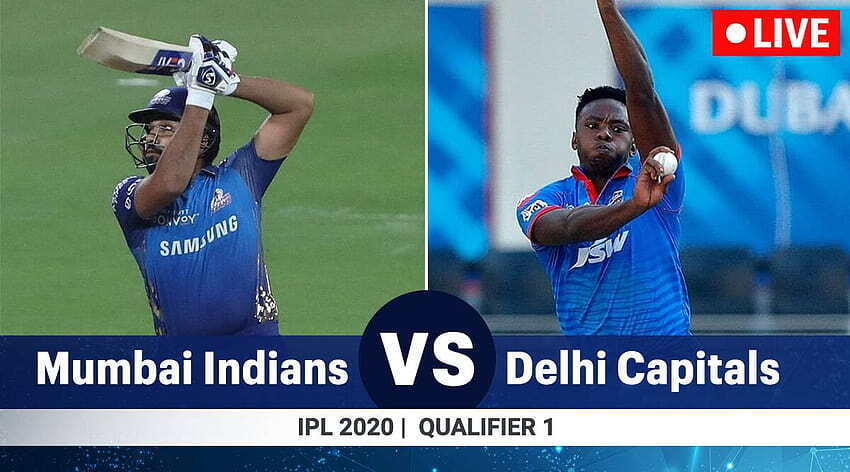 LIVE
DUBA
SAMSUNG
JSW
Mumbai Indians VS Delhi Capitals
IPL 2020 | QUALIFIER 1